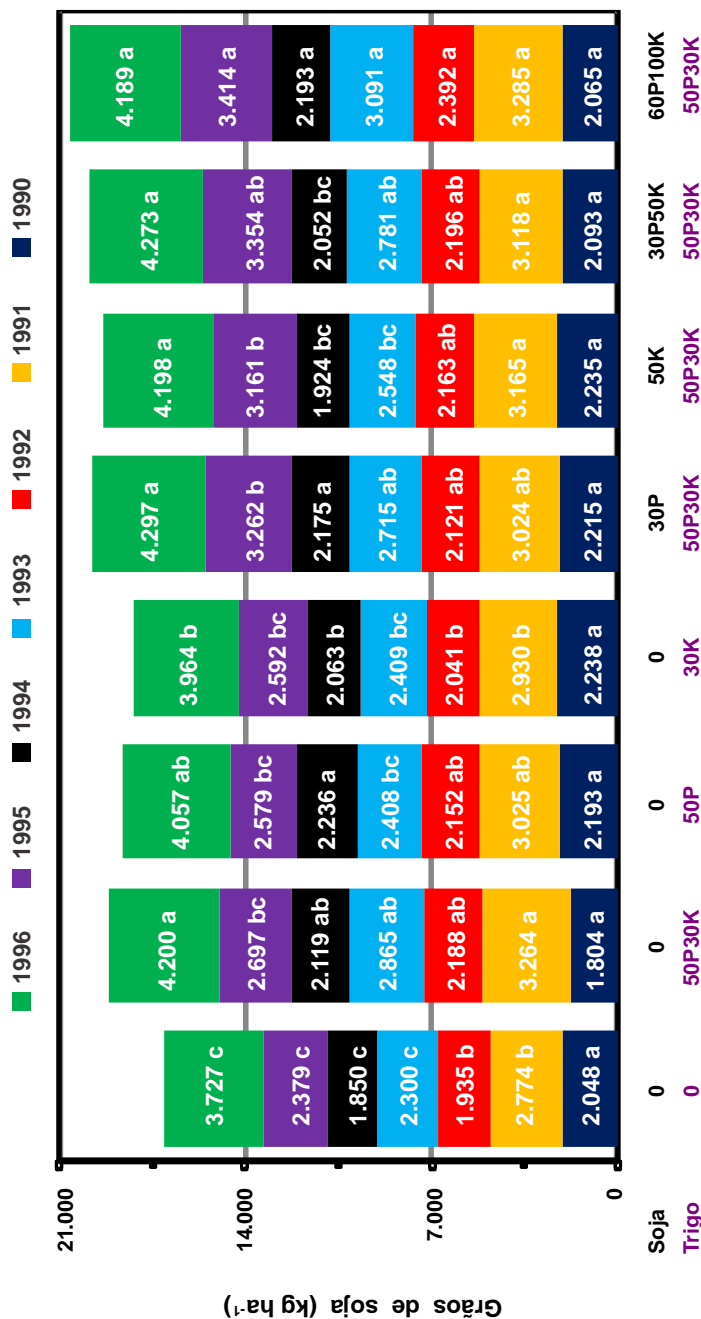 1996 1995 1994 1993 1992 1991 1990
Grãos de soja (kg ha-1)
21.000
14.000
7.000
0
3.727 c
2.379 c
1.850 c
2.300 c
1.935 b
2.774 b
2.048 a
4.200 a
2.697 bc
2.119 ab
2.865 ab
2.188 ab
3.264 a
1.804 a
4.057 ab
2.579 bc
2.236 a
2.408 bc
2.152 ab
3.025 ab
2.193 a
3.964 b
2.592 bc
2.063 b
2.409 bc
2.041 b
2.930 b
2.238 a
4.297 a
3.262 b
2.175 a
2.715 ab
2.121 ab
3.024 ab
2.215 a
4.198 a
3.161 b
1.924 bc
2.548 bc
2.163 ab
3.165 a
2.235 a
4.273 a
3.354 ab
2.052 bc
2.781 ab
2.196 ab
3.118 a
2.093 a
4.189 a
3.414 a
2.193 a
3.091 a
2.392 a
3.285 a
2.065 a
Soja 0 0 0 0 30P 50K 30P50K 60P100K
Trigo 0 50P30K 50P 30K 50P30K 50P30K 50P30K 50P30K